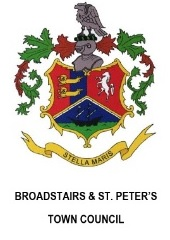 STELLA MARIS
BROADSTAIRS & ST. PETER'S
TOWN COUNCIL